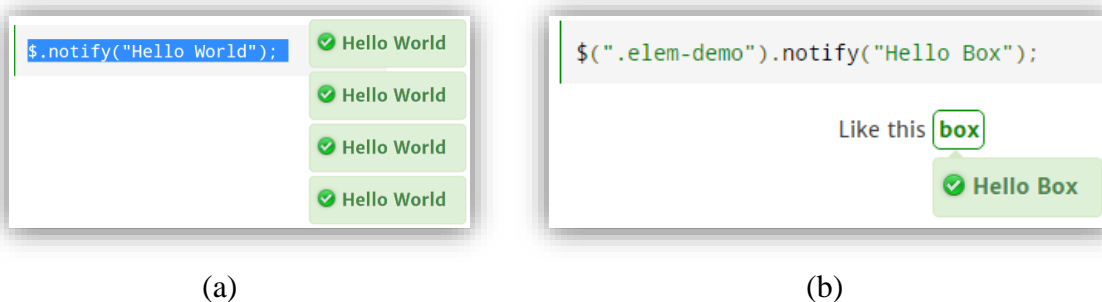 $.notify("Hello World");
Hello World
Hello World
Hello World
Hello World
$(".elem-demo").notify("Hello Box");
Like this box
Hello Box
(a)
(b)